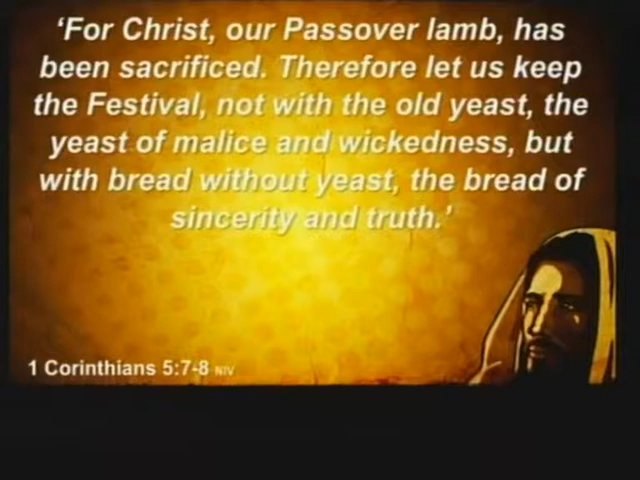 ‘For Christ, our Passover lamb, has
been sacrificed. Therefore let us keep
the Festival, not with the old yeast, the
yeast of malice and wickedness, but
with bread without yeast, the bread of
sincerity and truth.’
1 Corinthians 5:7-8 NIV